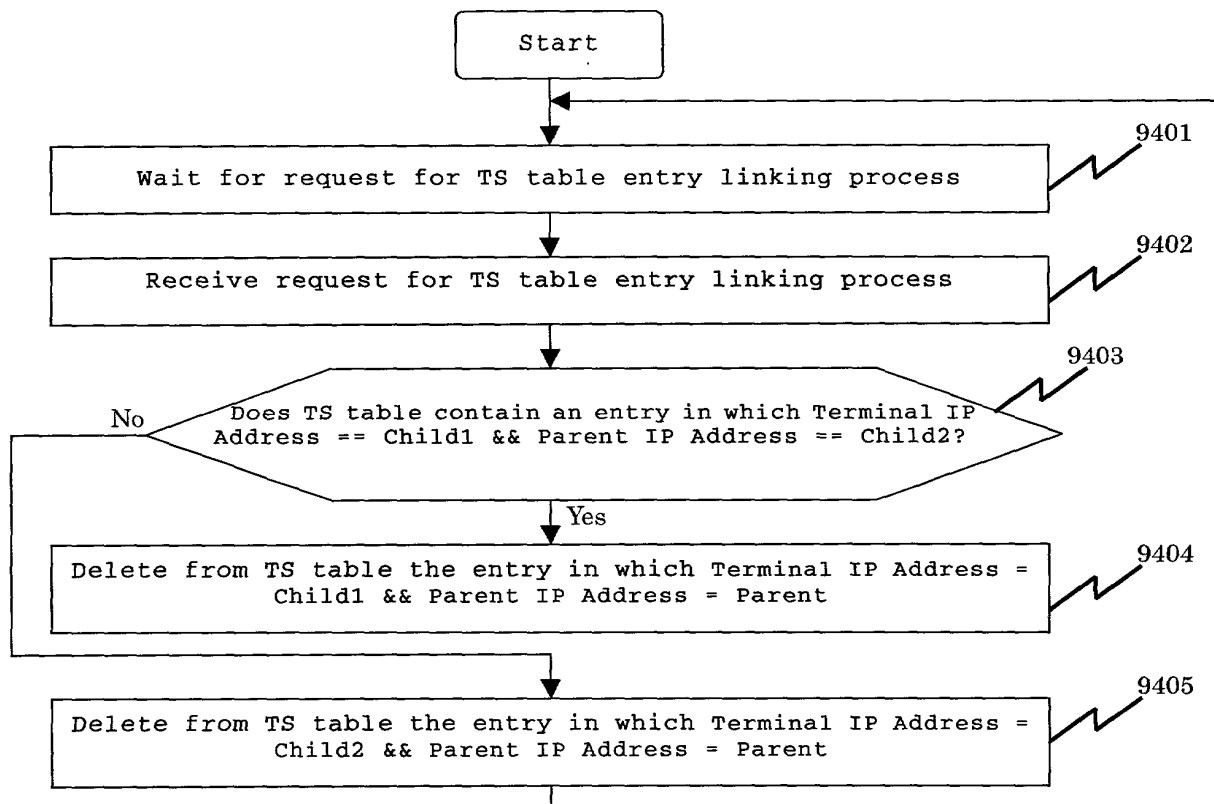 Start
9401
Wait for request for TS table entry linking process
9402
Receive request for TS table entry linking process
9403
No
Does TS table contain an entry in which Terminal IP
Address == Child1 && Parent IP Address == Child2?
Yes
9404
Delete from TS table the entry in which Terminal IP Address =
Child1 && Parent IP Address = Parent
9405
Delete from TS table the entry in which Terminal IP Address =
Child2 && Parent IP Address = Parent